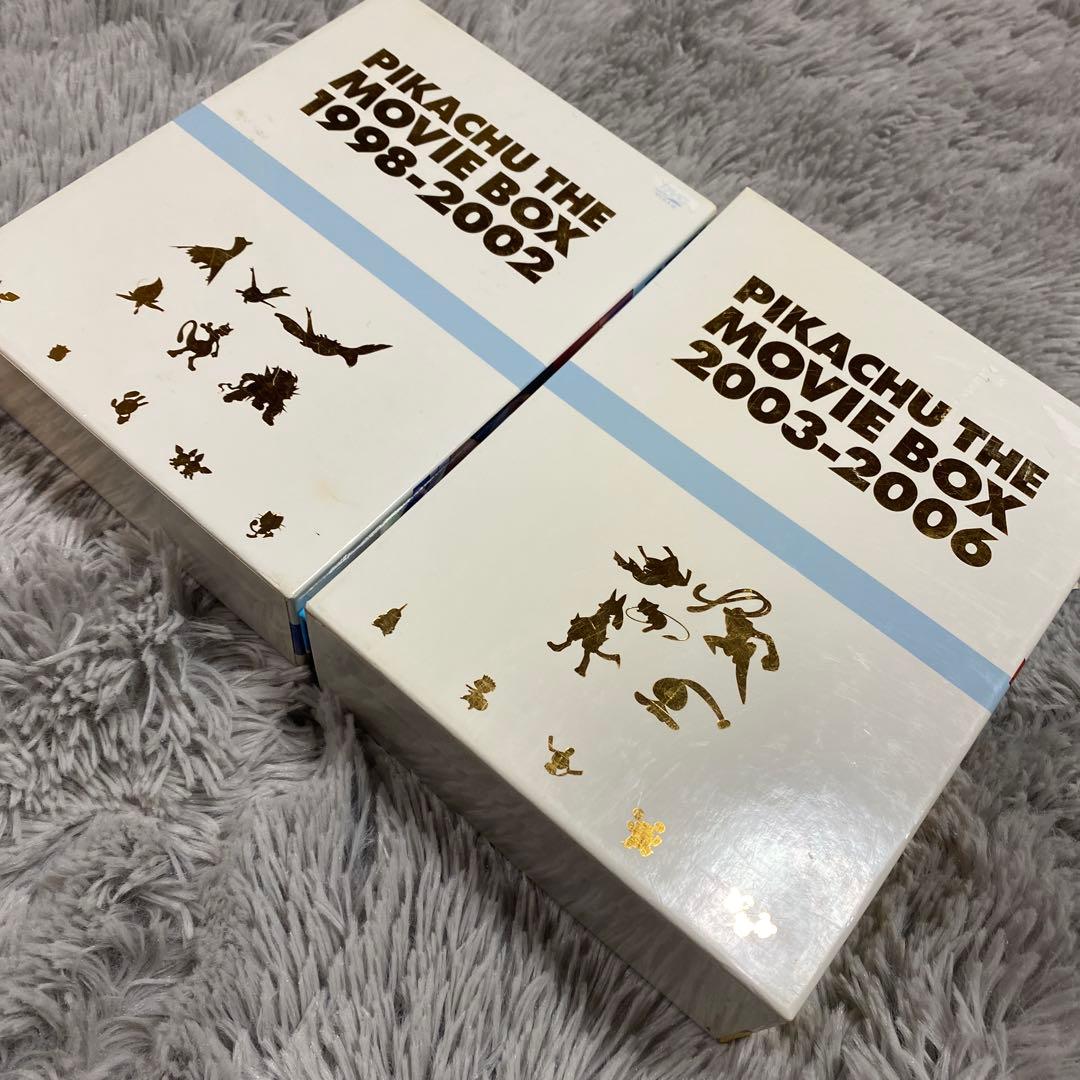 PIKACHU THE
MOVIE BOX
1998-2002
PIKACHU THE
MOVIE BOX
2003-2006